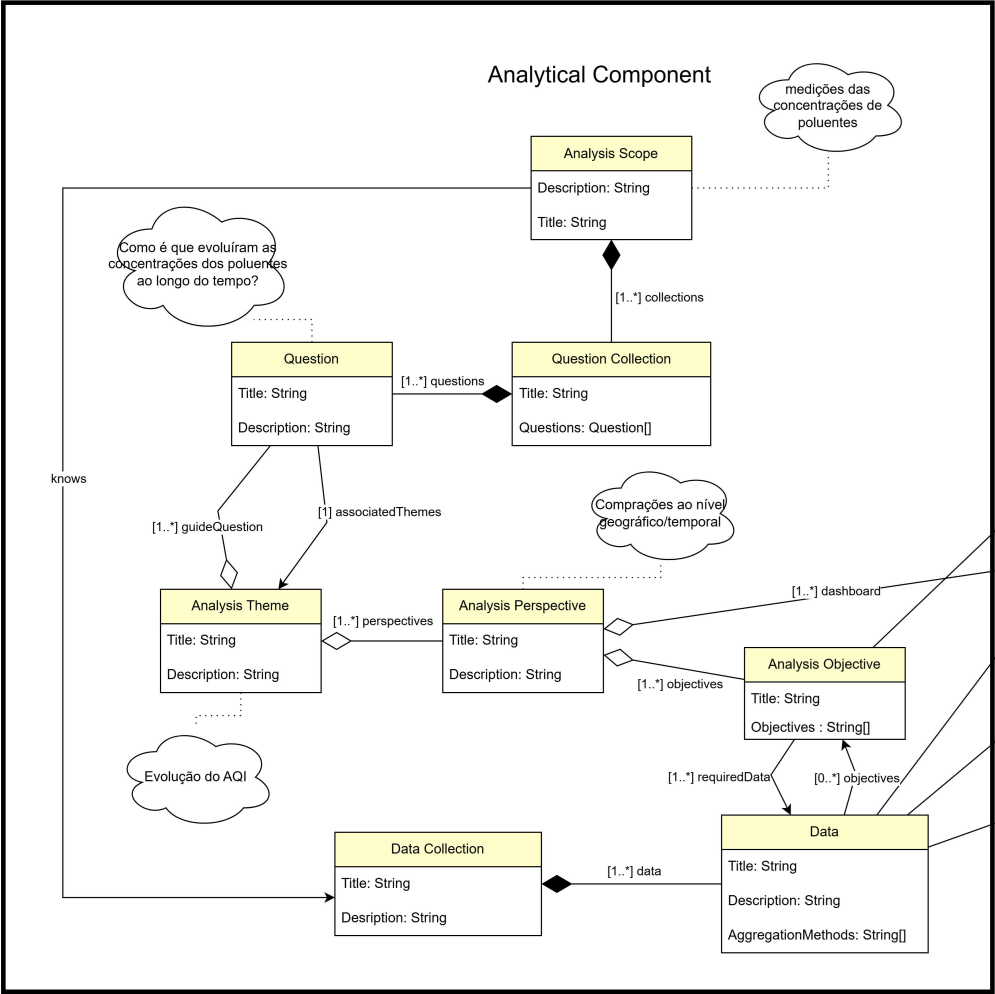 Analytical Component
medições das
concentrações de
poluentes
Analysis Scope
Description: String
Title: String
Como é que evoluíram as
concentrações dos poluentes
ao longo do tempo?
[1..*] collections
Question
Title: String
Description: String
[1..*] questions
Question Collection
Title: String
Questions: Question[]
knows
[1..*] guideQuestion
[1] associatedThemes
Comprações ao nível
geográfico/temporal
Analysis Theme
Title: String
Description: String
[1..*] perspectives
Analysis Perspective
Title: String
Description: String
[1..*] dashboard
[1..*] objectives
Analysis Objective
Title: String
Objectives : String[]
Evolução do AQI
[1..*] requiredData
[0..*] objectives
Data Collection
Title: String
Desription: String
[1..*] data
Data
Title: String
Description: String
AggregationMethods: String[]